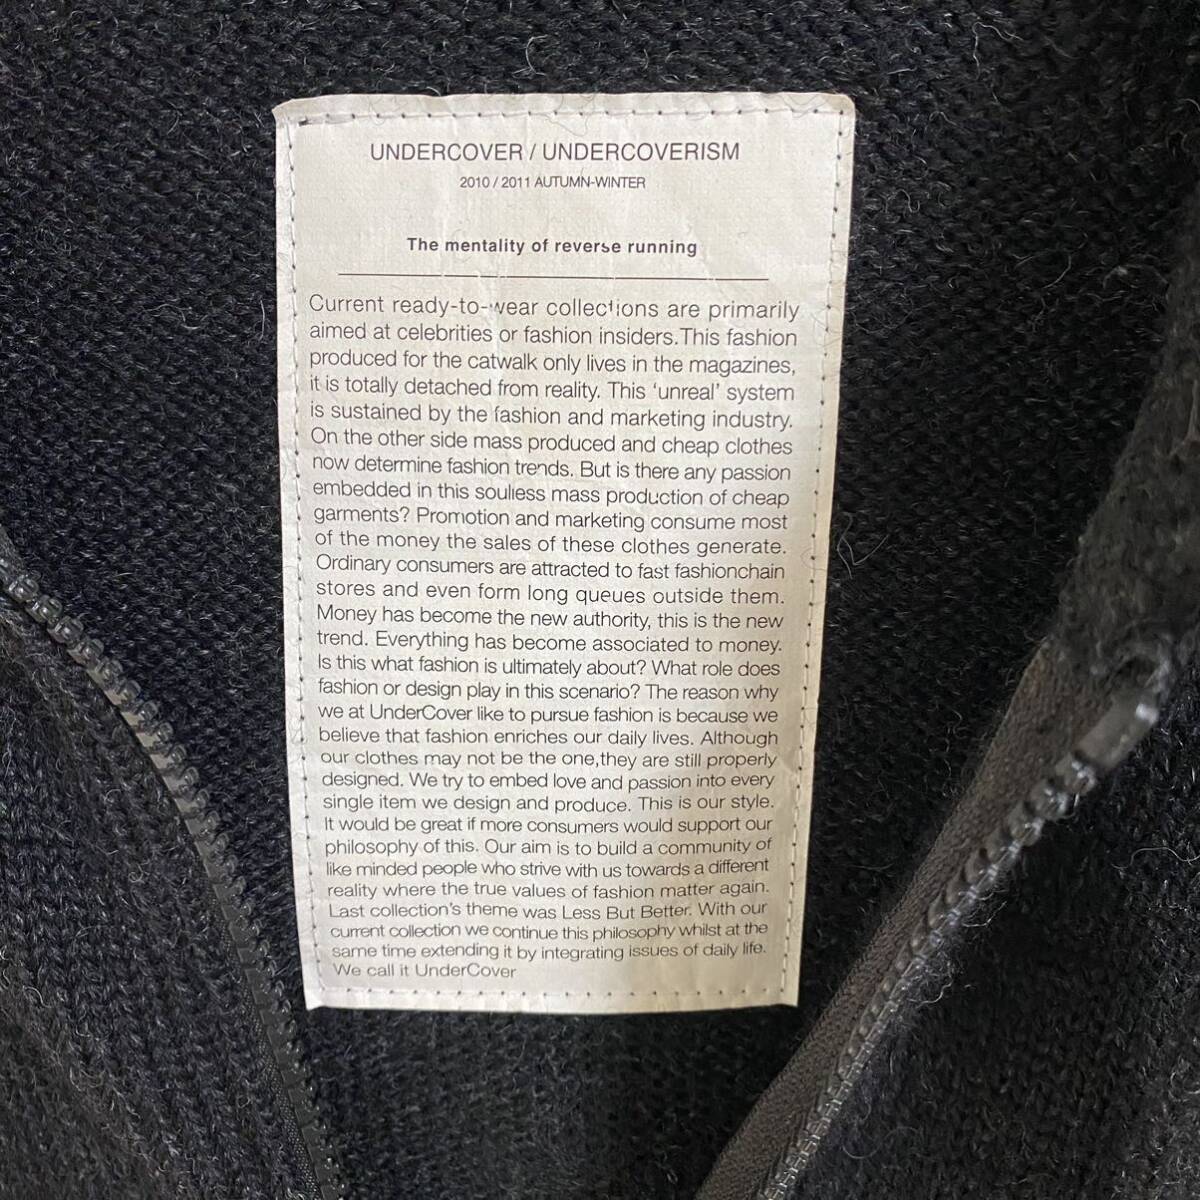 UNDERCOVER / UNDERCOVERISM
2010 / 2011 AUTUMN-WINTER
The mentality of reverse running
Current ready-to-wear collections are primarily
aimed at celebrities or fashion insiders.This fashion
produced for the catwalk only lives in the magazines,
it is totally detached from reality. This ‘unreal’ system
is sustained by the fashion and marketing industry.
On the other side mass produced and cheap clothes
now determine fashion trends. But is there any passion
embedded in this soulless mass production of cheap
garments? Promotion and marketing consume most
of the money the sales of these clothes generate.
Ordinary consumers are attracted to fast fashionchain
stores and even form long queues outside them.
Money has become the new authority, this is the new
trend. Everything has become associated to money.
Is this what fashion is ultimately about? What role does
fashion or design play in this scenario? The reason why
we at UnderCover like to pursue fashion is because we
believe that fashion enriches our daily lives. Although
our clothes may not be the one,they are still properly
designed. We try to embed love and passion into every
single item we design and produce. This is our style.
It would be great if more consumers would support our
philosophy of this. Our aim is to build a community of
like minded people who strive with us towards a different
reality where the true values of fashion matter again.
Last collection's theme was Less But Better. With our
current collection we continue this philosophy whilst at the
same time extending it by integrating issues of daily life.
We call it UnderCover